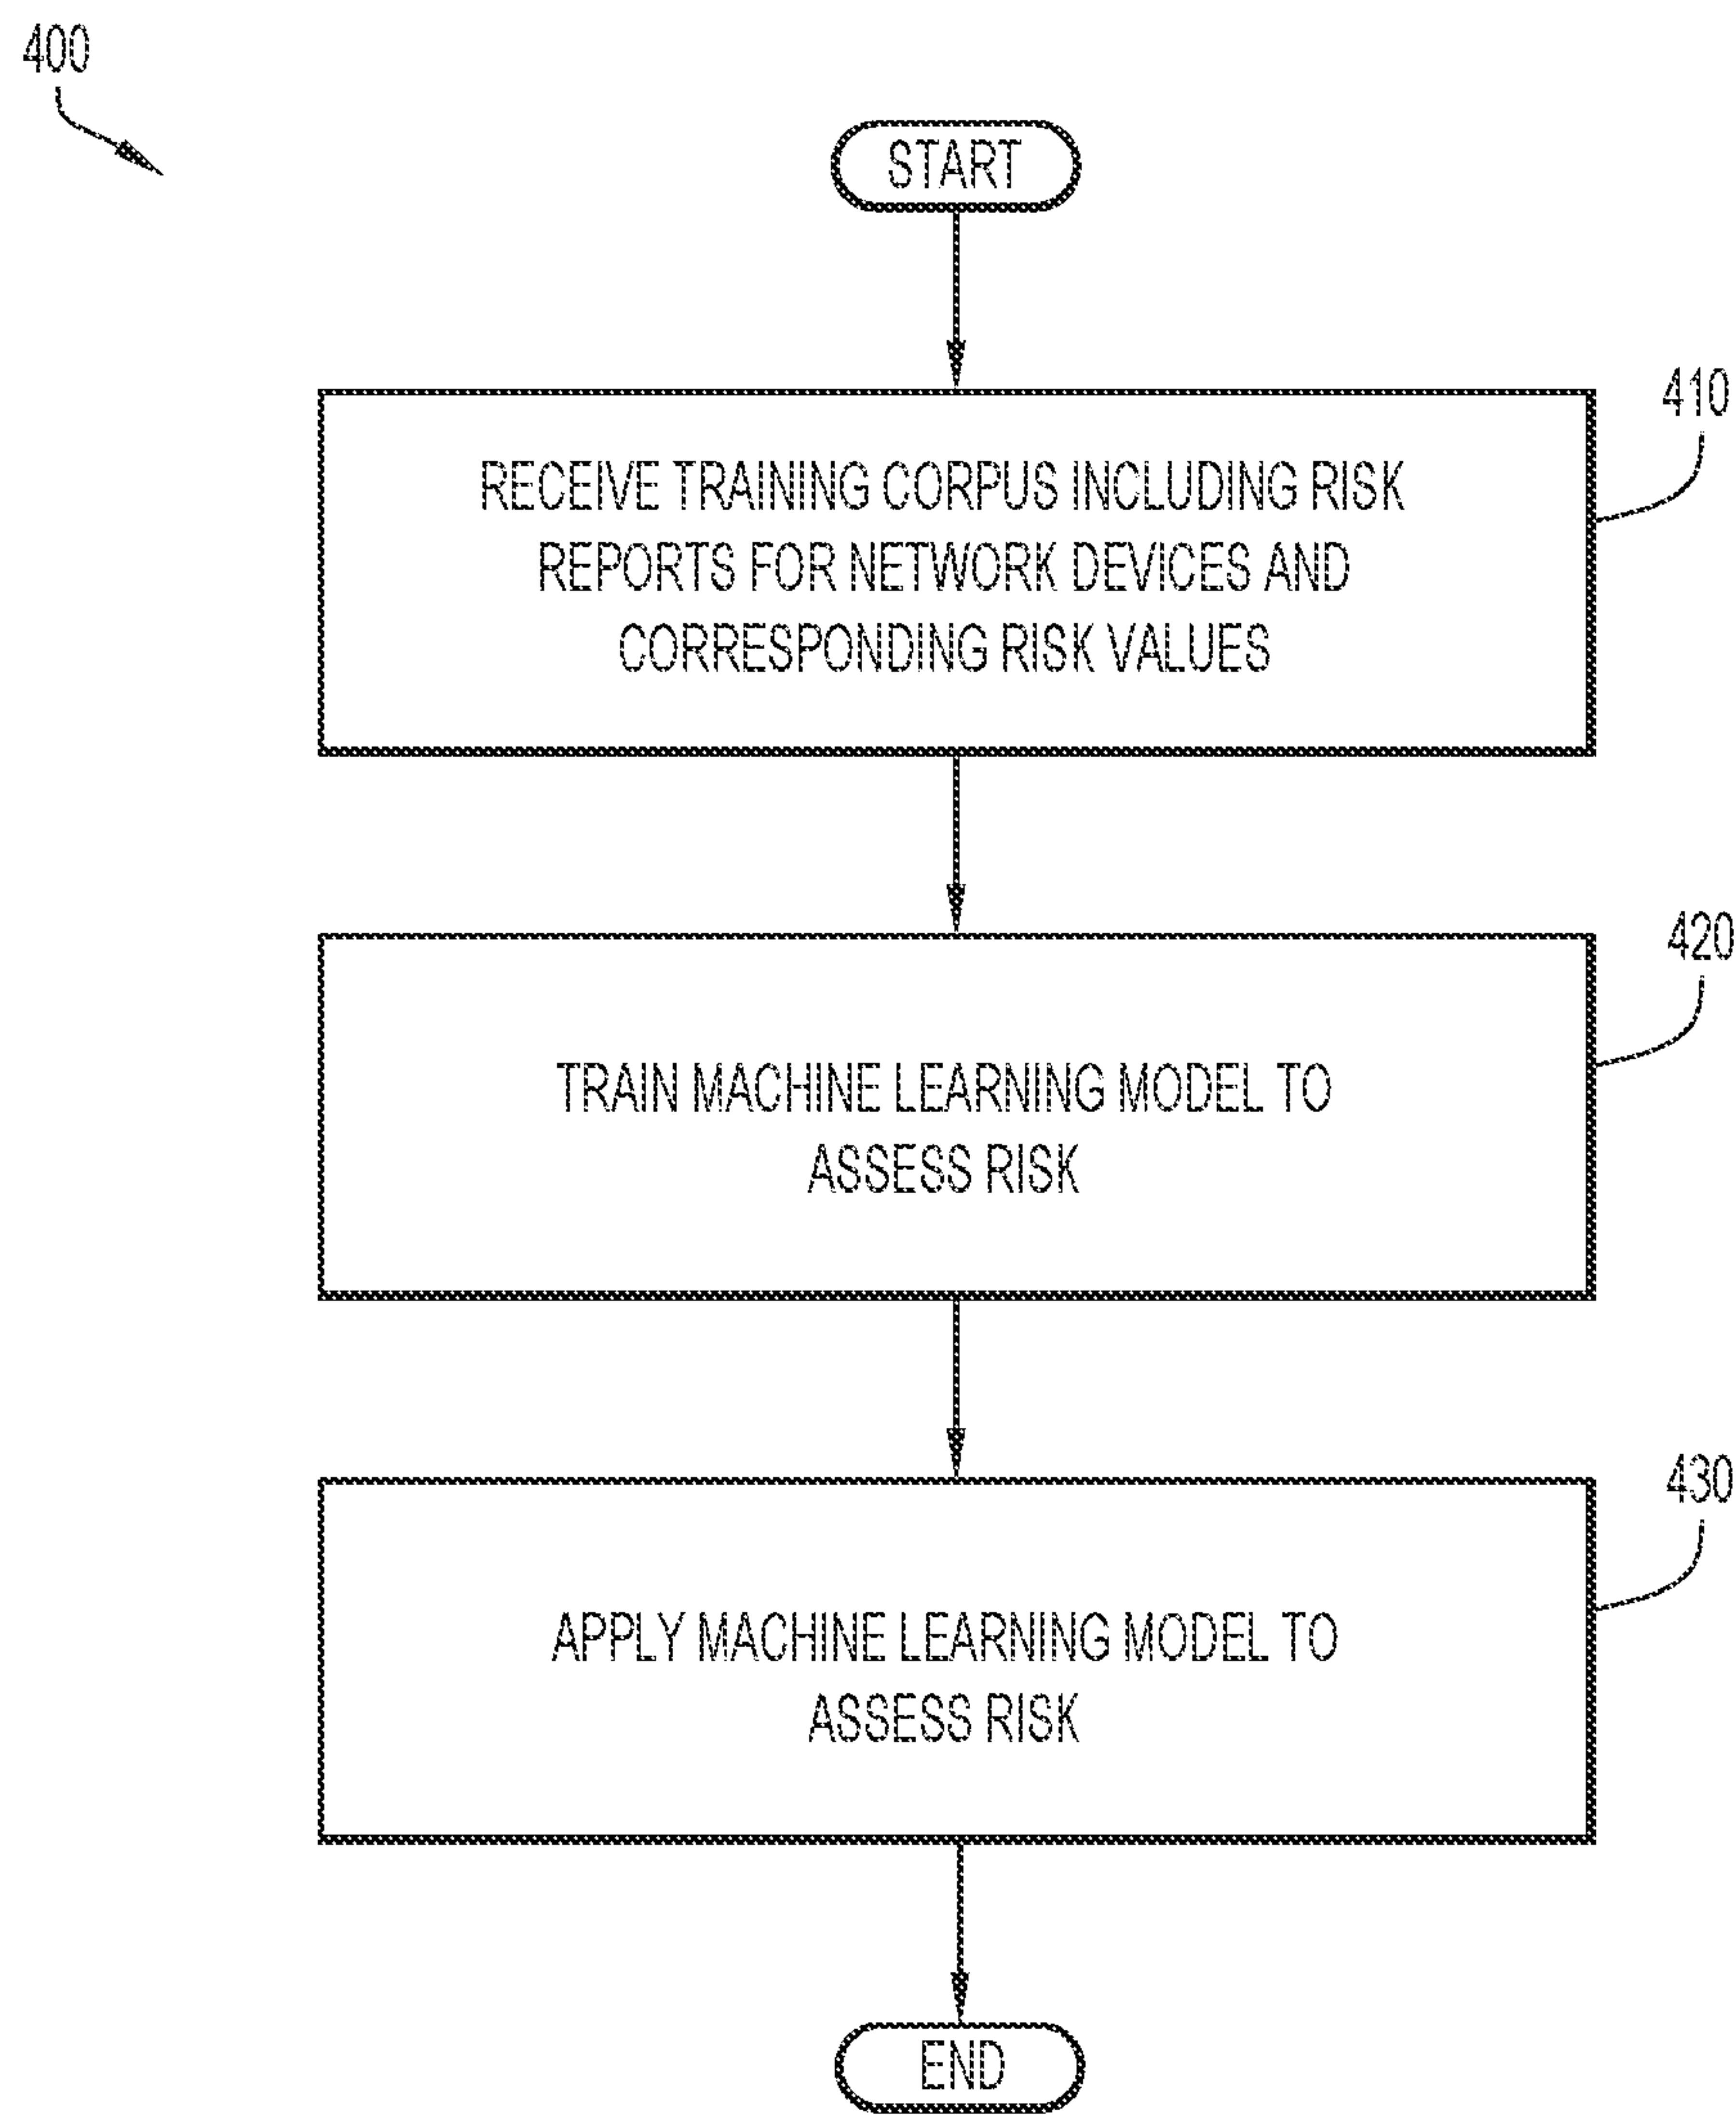 400
START
410
RECEIVE TRAINING CORPUS INCLUDING RISK
REPORTS FOR NETWORK DEVICES AND
CORRESPONDING RISK VALUES
420
TRAIN MACHINE LEARNING MODEL TO
ASSESS RISK
430
APPLY MACHINE LEARNING MODEL TO
ASSESS RISK
END